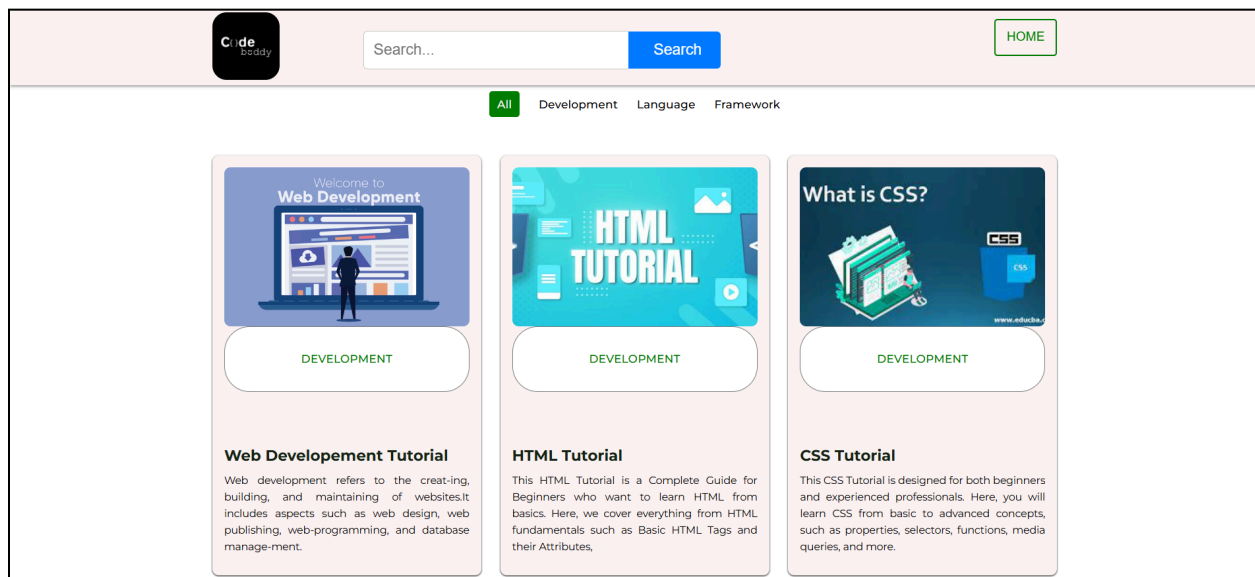 Code
buddy
Search...
Search
HOME
All
Development
Language
Framework
Welcome to
Web Development
HTML
TUTORIAL
What is CSS?
CSS
CSS
www.educba.c
DEVELOPMENT
DEVELOPMENT
DEVELOPMENT
Web Developement Tutorial
Web development refers to the creat-ing,
building, and maintaining of websites.It
includes aspects such as web design, web
publishing, web-programming, and database
manage-ment.
HTML Tutorial
This HTML Tutorial is a Complete Guide for
Beginners who want to learn HTML from
basics. Here, we cover everything from HTML
fundamentals such as Basic HTML Tags and
their Attributes,
CSS Tutorial
This CSS Tutorial is designed for both beginners
and experienced professionals. Here, you will
learn CSS from basic to advanced concepts,
such as properties, selectors, functions, media
queries, and more.